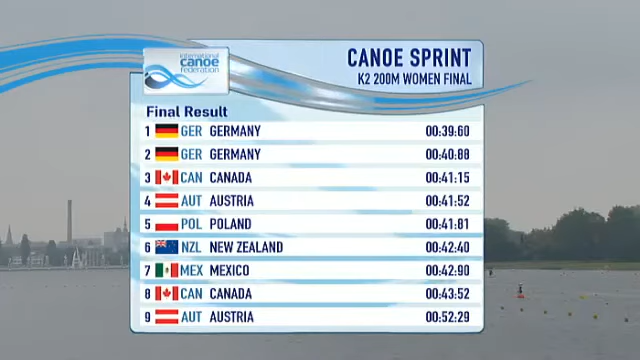 international
canoe
federation
CANOE SPRINT
K2 200M WOMEN FINAL
Final Result
1 GER GERMANY 00:39:60
2 GER GERMANY 00:40:88
3 CAN CANADA 00:41:15
4 AUT AUSTRIA 00:41:52
5 POL POLAND 00:41:81
6 NZL NEW ZEALAND 00:42:40
7 MEX MEXICO 00:42:90
8 CAN CANADA 00:43:52
9 AUT AUSTRIA 00:52:29